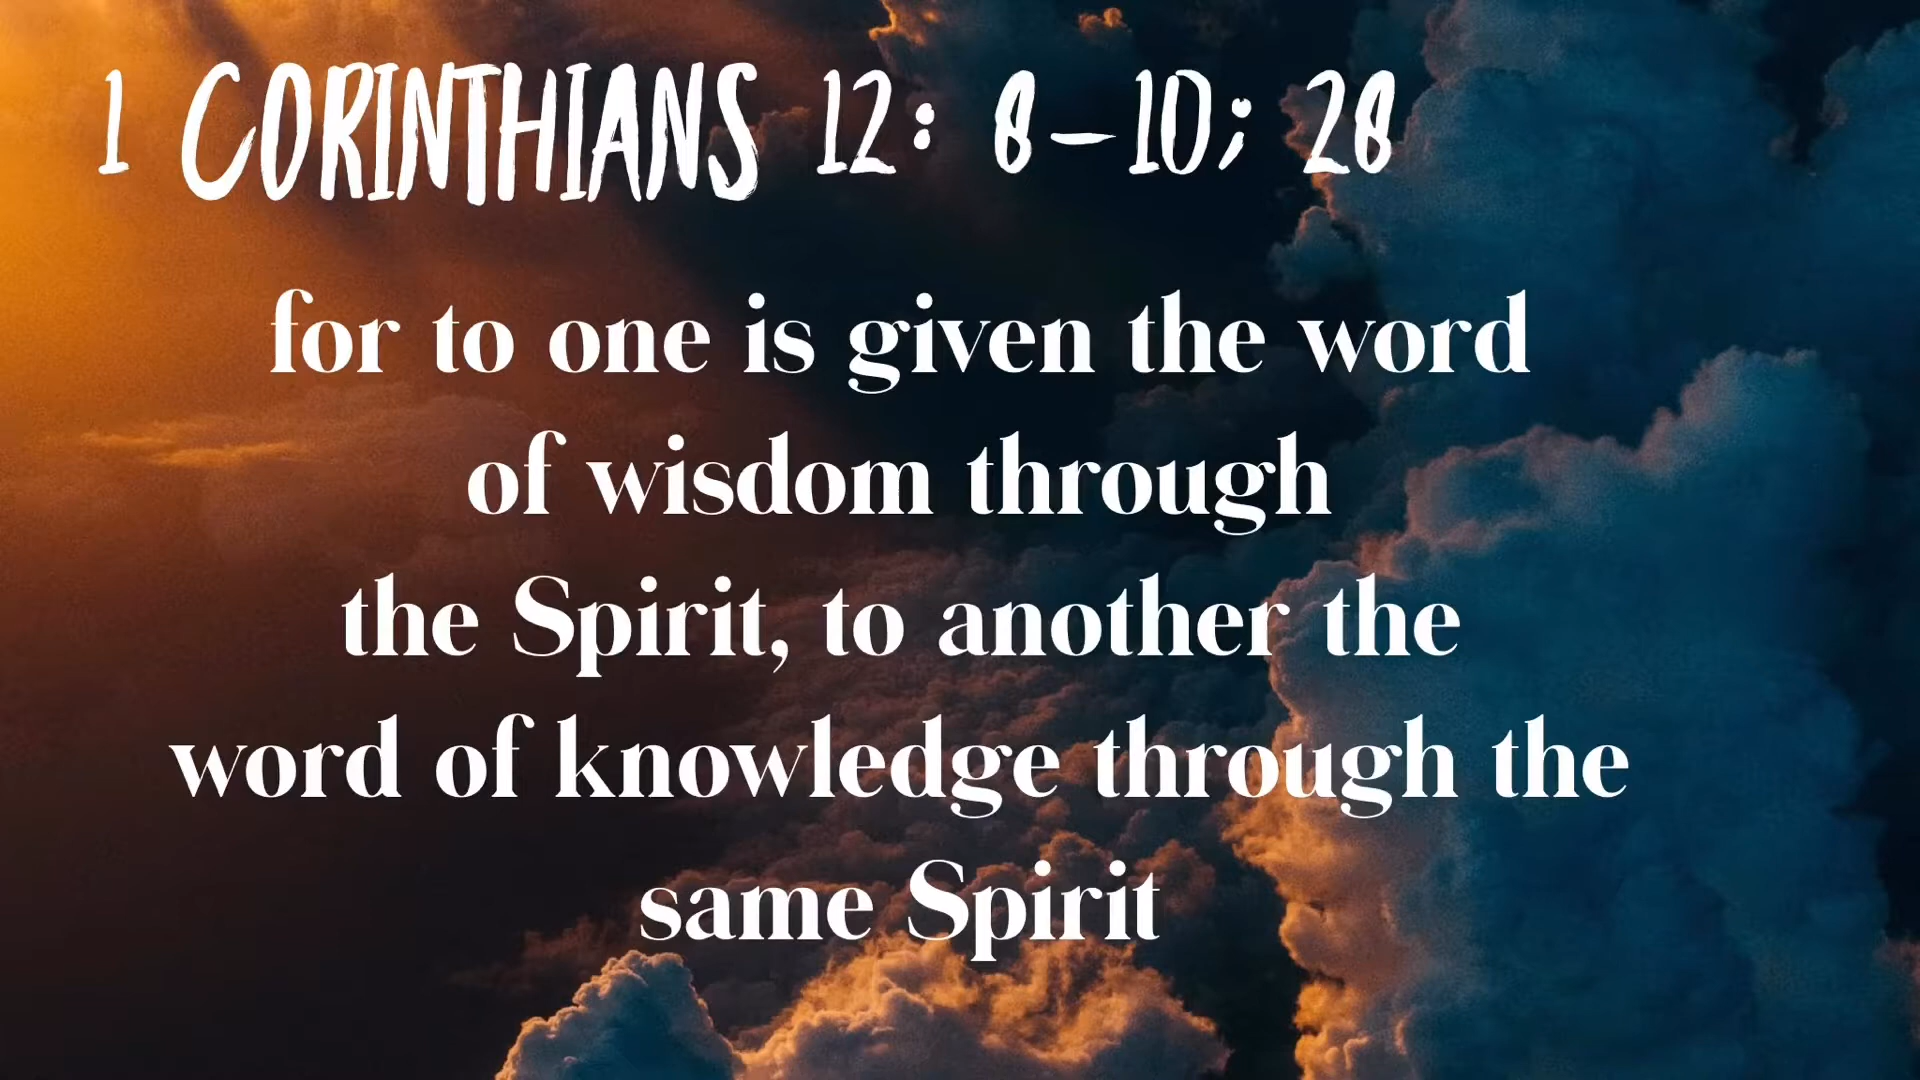 1 CORINTHIANS 12: 8-10; 28
for to one is given the word
of wisdom through
the Spirit, to another the
word of knowledge through the
same Spirit